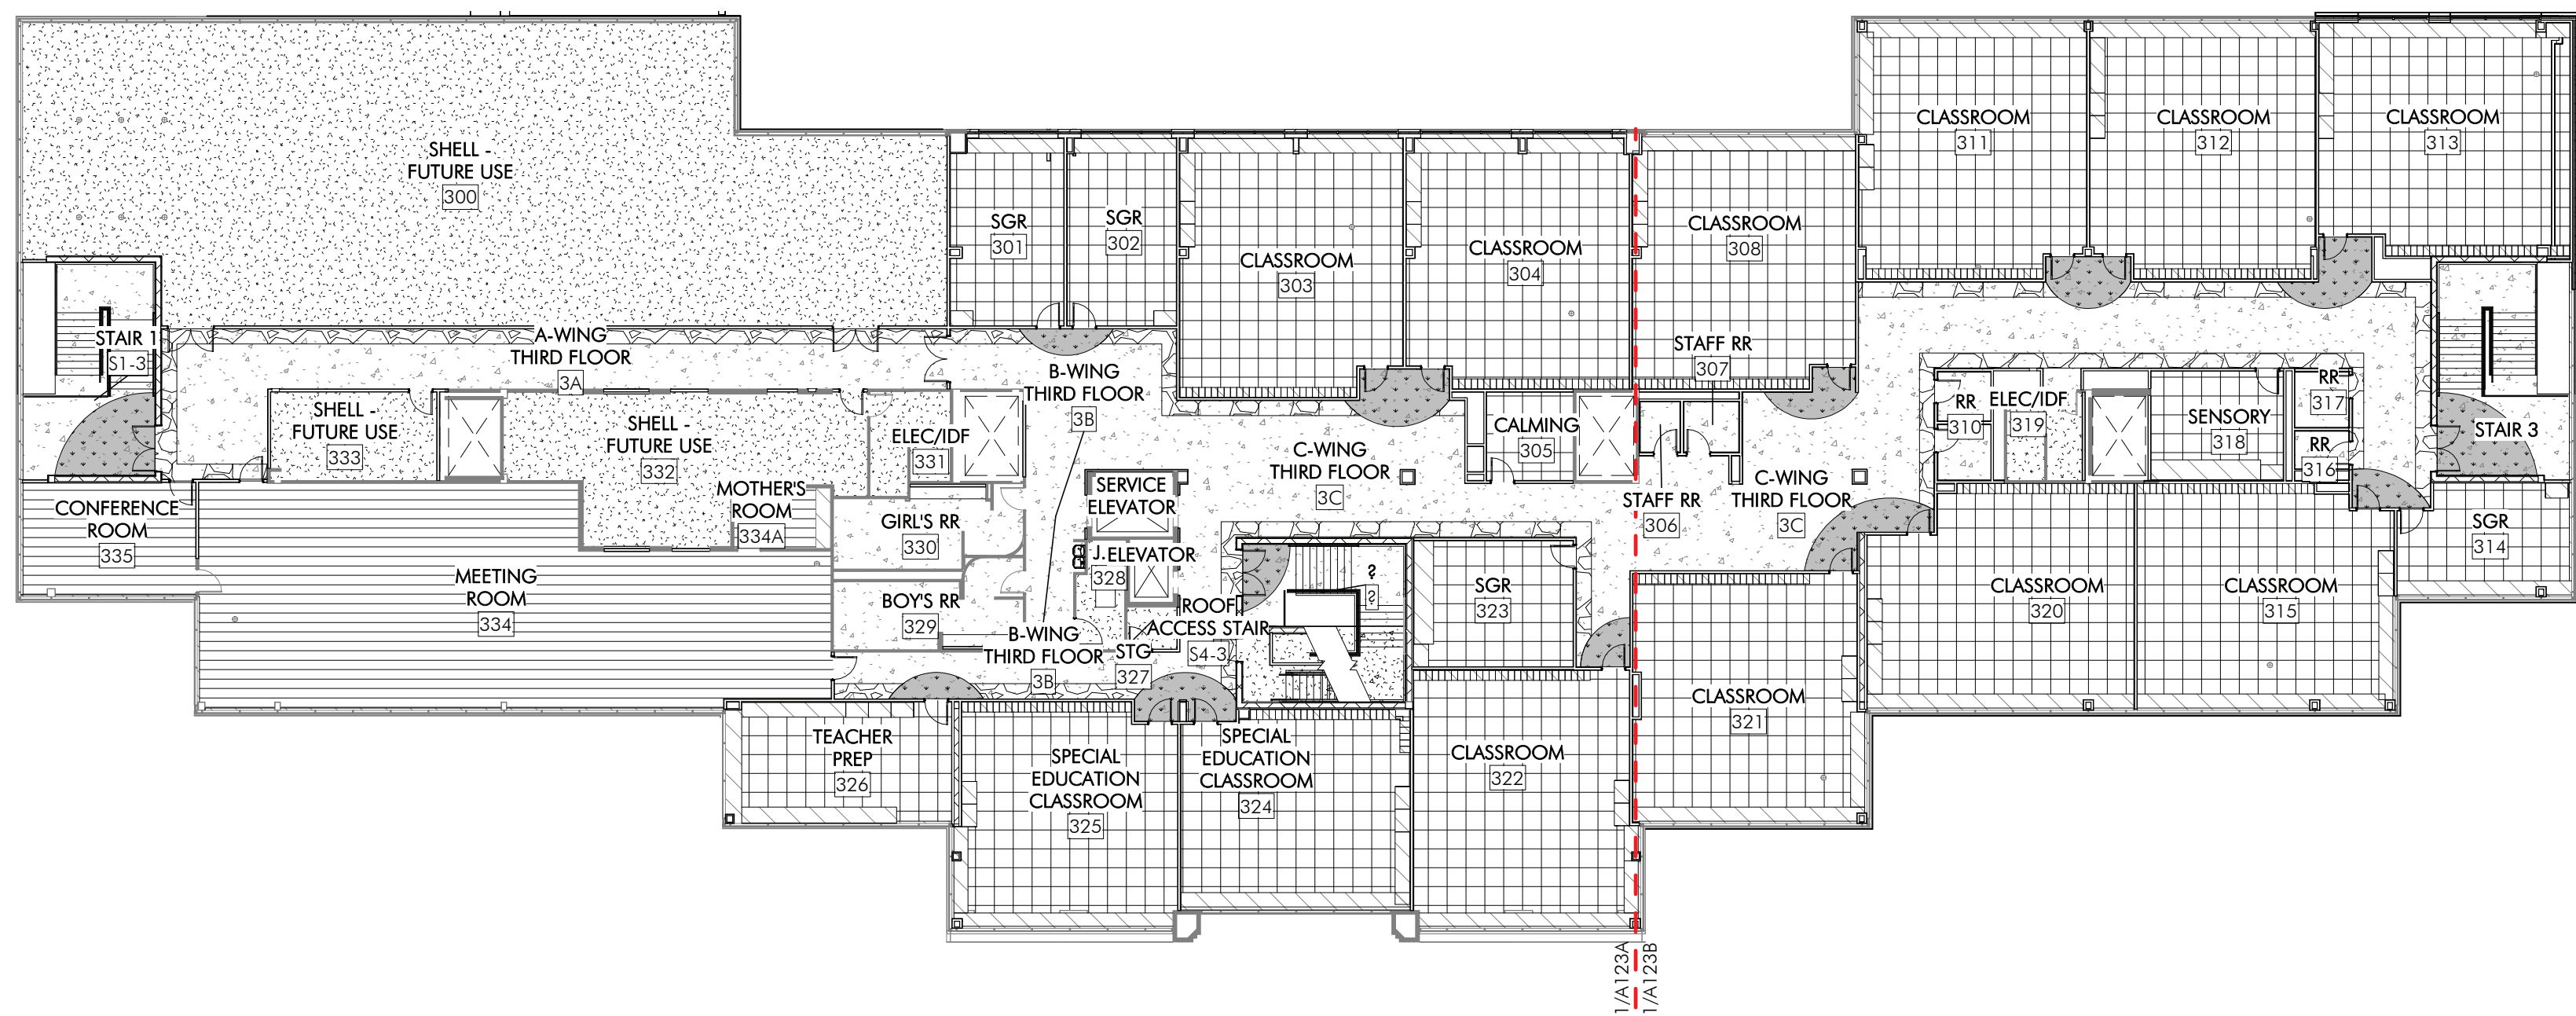 SHELL -
FUTURE USE
300
SGR
301
SGR
302
CLASSROOM
303
CLASSROOM
304
CLASSROOM
308
STAFF RR
307
CLASSROOM
311
CLASSROOM
312
CLASSROOM
313
STAIR 1
S1-3
A-WING
THIRD FLOOR
3A
B-WING
THIRD FLOOR
3B
SHELL -
FUTURE USE
333
SHELL -
FUTURE USE
332
ELEC/IDF
331
C-WING
THIRD FLOOR
3C
CALMING
305
STAFF RR
306
C-WING
THIRD FLOOR
3C
RR
310
ELEC/IDF
319
SENSORY
318
RR
317
RR
316
STAIR 3
CONFERENCE
ROOM
335
MOTHER'S
ROOM
334A
GIRL'S RR
330
SERVICE
ELEVATOR
J.
328
ELEVATOR
MEETING
ROOM
334
BOY'S RR
329
B-WING
THIRD FLOOR
3B
STG
327
ROOF
ACCESS STAIR
S4-3
?
?
SGR
323
CLASSROOM
320
CLASSROOM
315
SGR
314
TEACHER
PREP
326
SPECIAL
EDUCATION
CLASSROOM
325
SPECIAL
EDUCATION
CLASSROOM
324
CLASSROOM
322
CLASSROOM
321
1/A123A
1/A123B